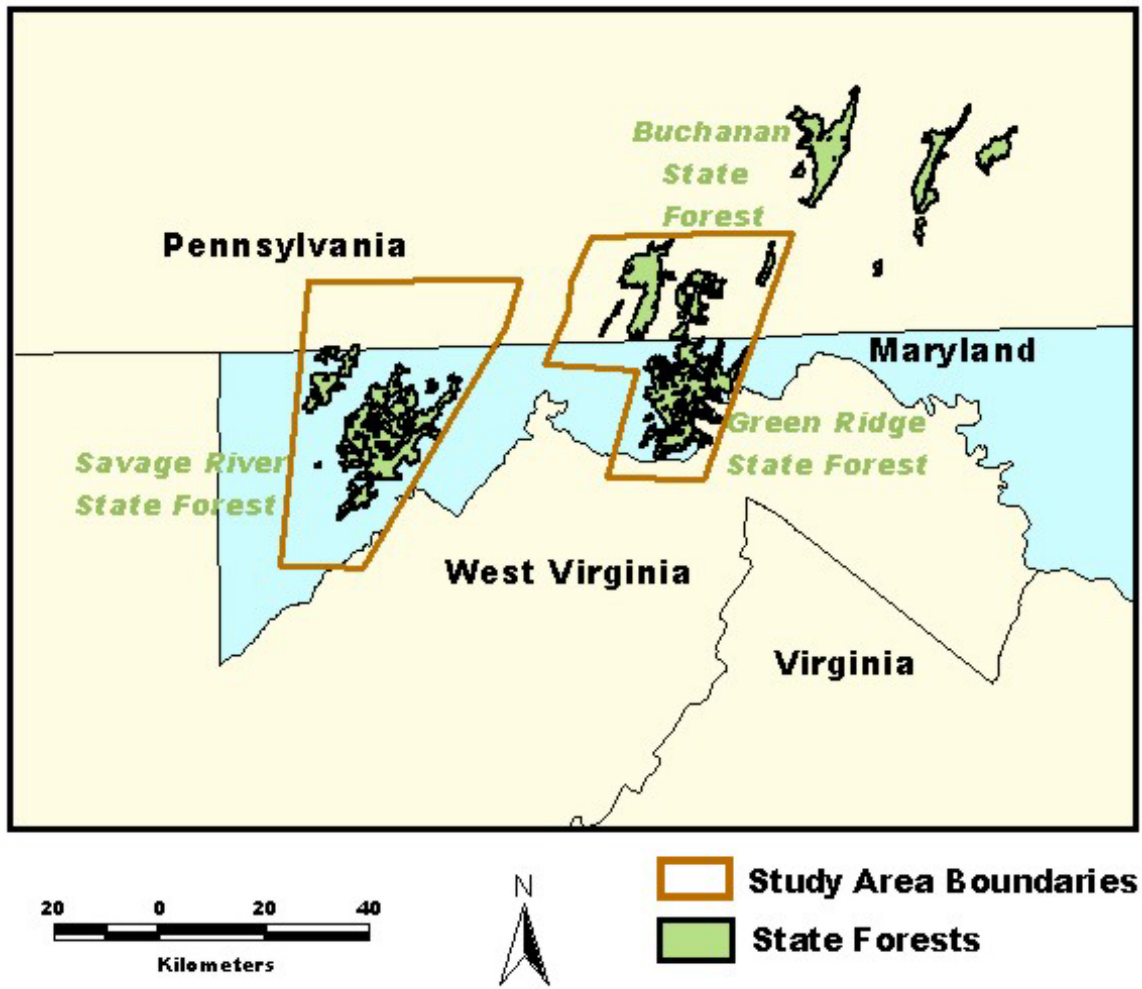 Buchanan
State
Forest
Pennsylvania
Maryland
Green Ridge
State Forest
Savage River
State Forest
West Virginia
Virginia
20 0 20 40
Kilometers
N
Study Area Boundaries
State Forests